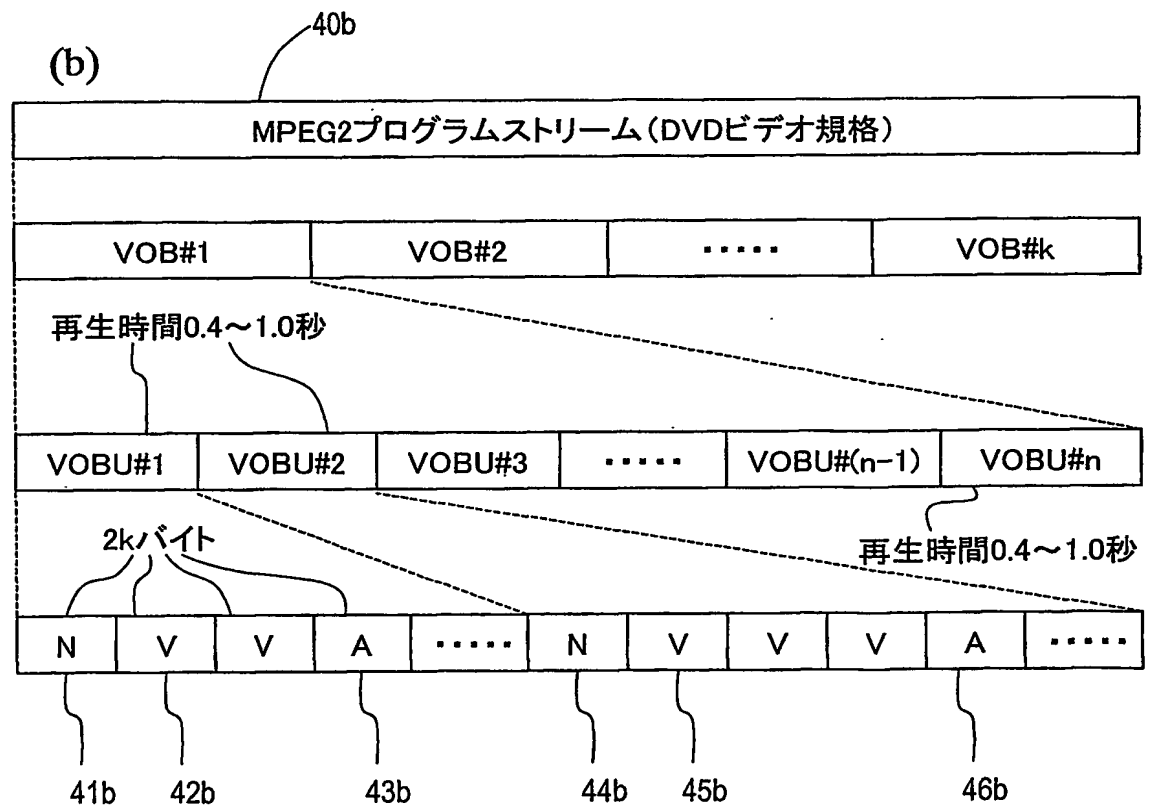 40b
(b)
MPEG2プログラムストリーム(DVDビデオ規格)
VOB#1 VOB#2 ・・・・・ VOB#k
再生時間0.4～1.0秒
VOBU#1 VOBU#2 VOBU#3 ・・・・・ VOBU#(n-1) VOBU#n
2kバイト
再生時間0.4～1.0秒
N V V A ・・・・・ N V V V A ・・・・・
41b 42b 43b 44b 45b 46b